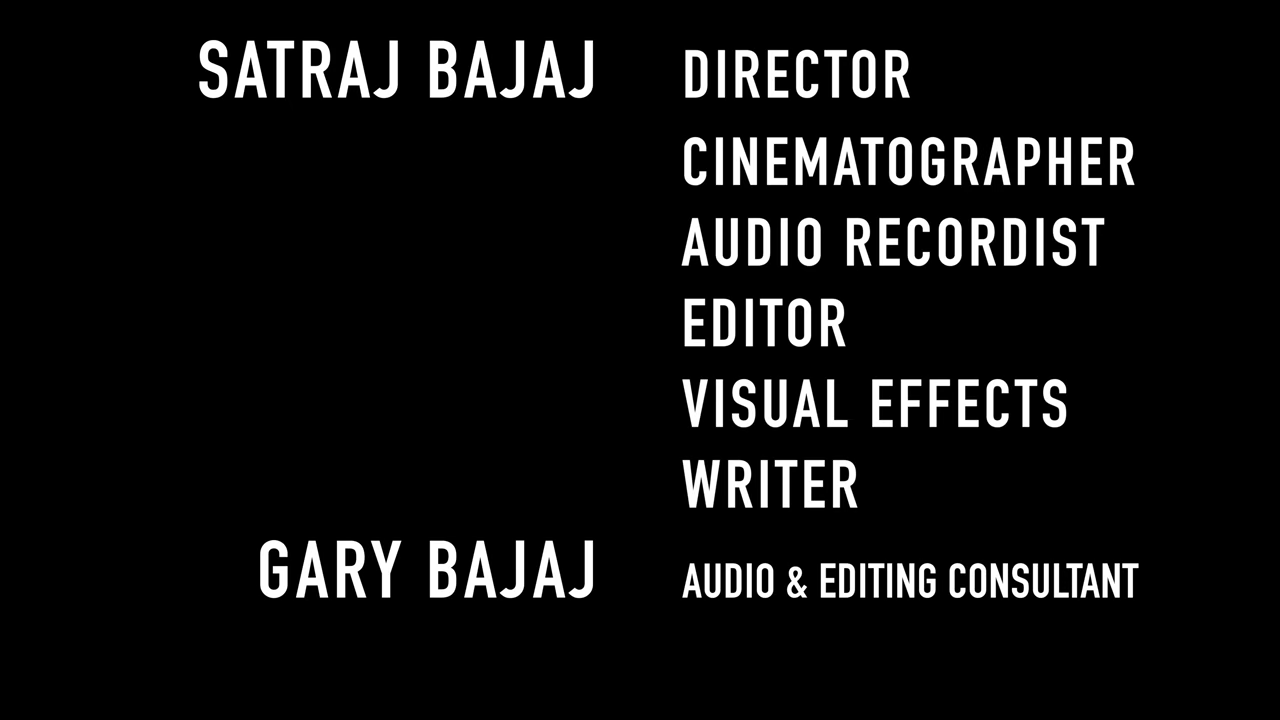 SATRAJ BAJAJ DIRECTOR
CINEMATOGRAPHER
AUDIO RECORDIST
EDITOR
VISUAL EFFECTS
WRITER
GARY BAJAJ AUDIO & EDITING CONSULTANT